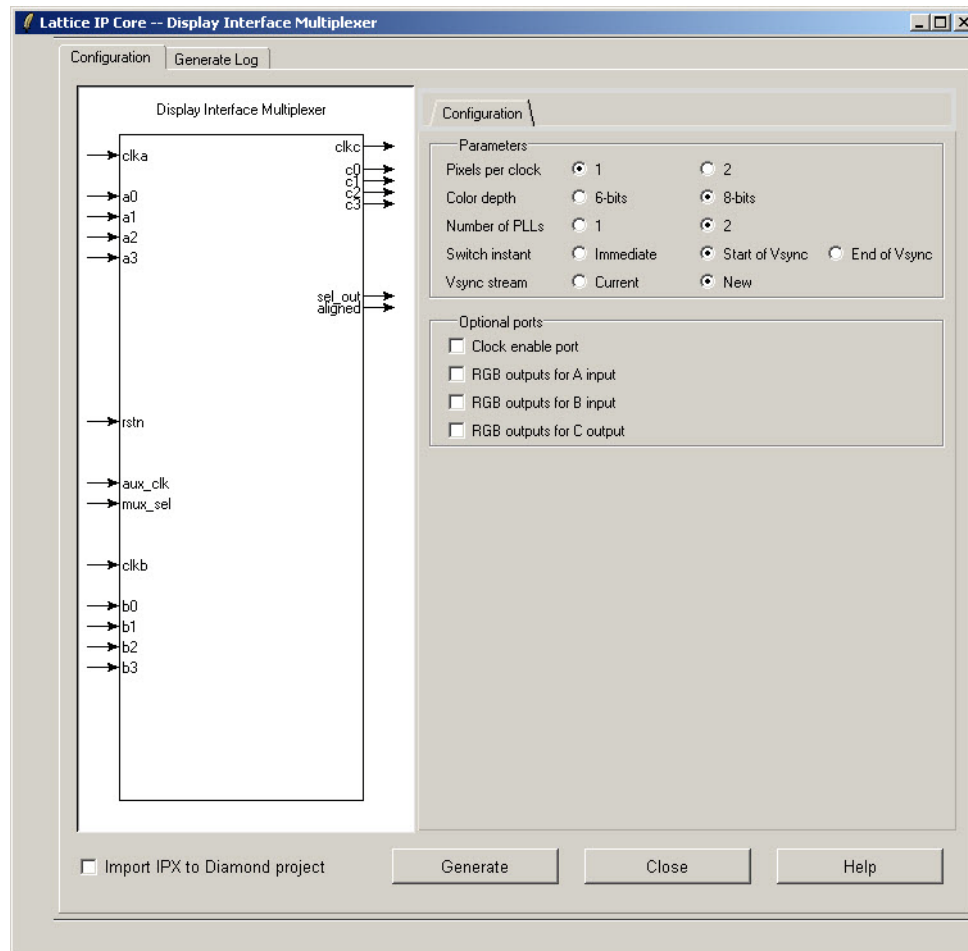 Lattice IP Core -- Display Interface Multiplexer
Configuration
Generate Log
Display Interface Multiplexer
clka
a0
a1
a2
a3
rstn
aux_clk
mux_sel
clkb
b0
b1
b2
b3
clkc
c0
c1
c2
c3
sel_out
aligned
Configuration
Parameters
Pixels per clock 1 2
Color depth 6-bits 8-bits
Number of PLLs 1 2
Switch instant Immediate Start of Vsync End of Vsync
Vsync stream Current New
Optional ports
Clock enable port
RGB outputs for A input
RGB outputs for B input
RGB outputs for C output
Import IPX to Diamond project
Generate
Close
Help